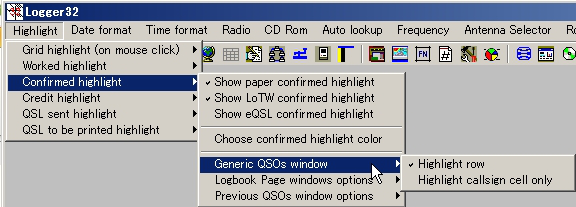 Logger32
Highlight Date format Time format Radio CD Rom Auto lookup Frequency Antenna Selector
Grid highlight (on mouse click)
Worked highlight
Confirmed highlight
Credit highlight
QSL sent highlight
QSL to be printed highlight
Show paper confirmed highlight
Show LoTW confirmed highlight
Show eQSL confirmed highlight
Choose confirmed highlight color
Generic QSOs window
Logbook Page windows options
Previous QSOs window options
Highlight row
Highlight callsign cell only